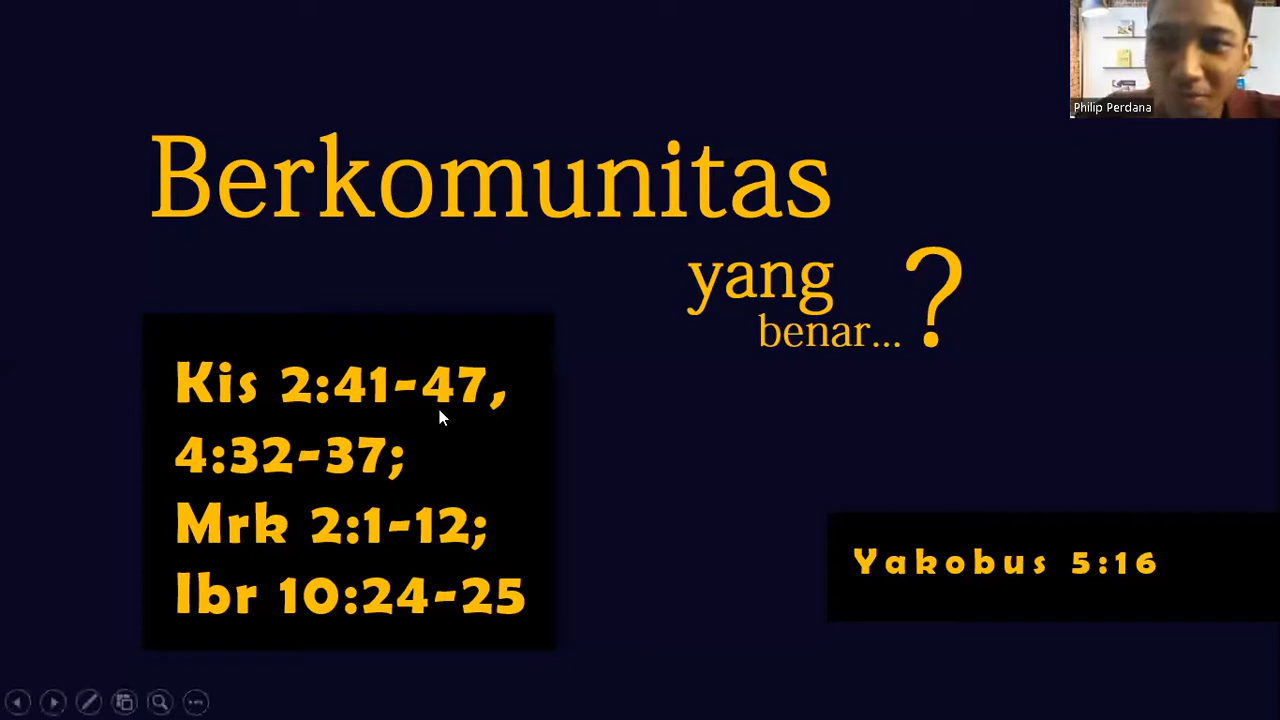 Philip Perdana
Berkomunitas
yang
benar...?
Kis 2:41-47,
4:32-37;
Mrk 2:1-12;
Ibr 10:24-25
Yakobus 5:16